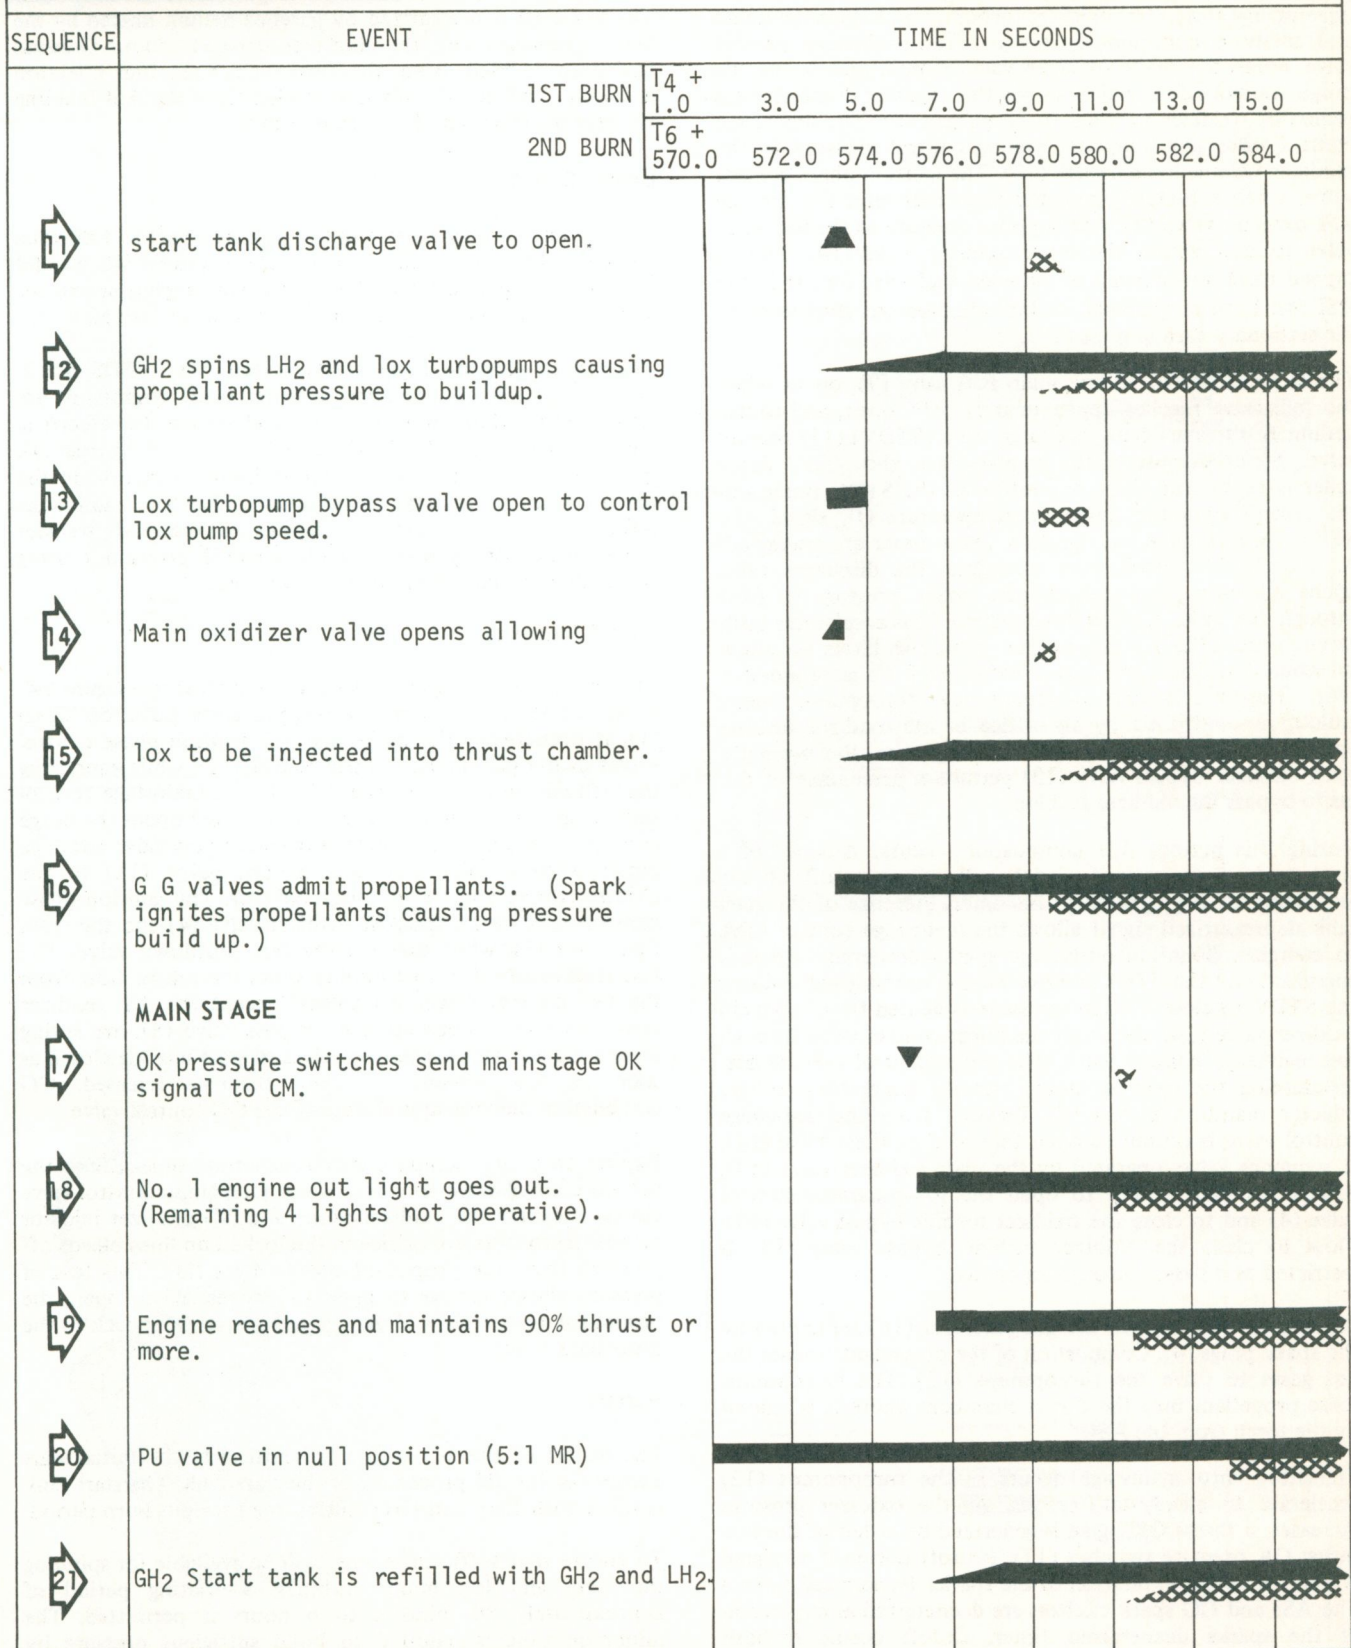 SEQUENCE EVENT TIME IN SECONDS
1ST BURN T4 + 1.0 3.0 5.0 7.0 9.0 11.0 13.0 15.0
2ND BURN T6 + 570.0 572.0 574.0 576.0 578.0 580.0 582.0 584.0
11 start tank discharge valve to open.
12 GH2 spins LH2 and lox turbopumps causing
propellant pressure to buildup.
13 Lox turbopump bypass valve open to control
lox pump speed.
14 Main oxidizer valve opens allowing
15 lox to be injected into thrust chamber.
16 G G valves admit propellants. (Spark
ignites propellants causing pressure
build up.)
MAIN STAGE
17 OK pressure switches send mainstage OK
signal to CM.
18 No. 1 engine out light goes out.
(Remaining 4 lights not operative).
19 Engine reaches and maintains 90% thrust or
more.
20 PU valve in null position (5:1 MR)
21 GH2 Start tank is refilled with GH2 and LH2.